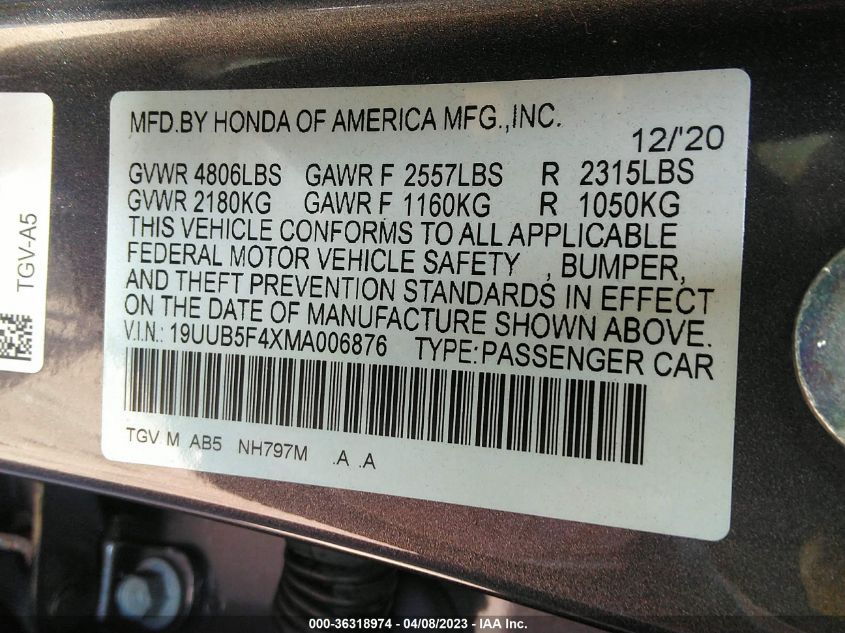 MFD.BY HONDA OF AMERICA MFG.,INC.
12/'20
GVWR 4806LBS GAWR F 2557LBS R 2315LBS
GVWR 2180KG GAWR F 1160KG R 1050KG
THIS VEHICLE CONFORMS TO ALL APPLICABLE
FEDERAL MOTOR VEHICLE SAFETY , BUMPER,
AND THEFT PREVENTION STANDARDS IN EFFECT
ON THE DATE OF MANUFACTURE SHOWN ABOVE.
V.I.N.: 19UUB5F4XMA006876 TYPE:PASSENGER CAR
TGV M AB5 NH797M .A .A
TGV-A5
000-36318974 / 04/08/2023 - IAA Inc.